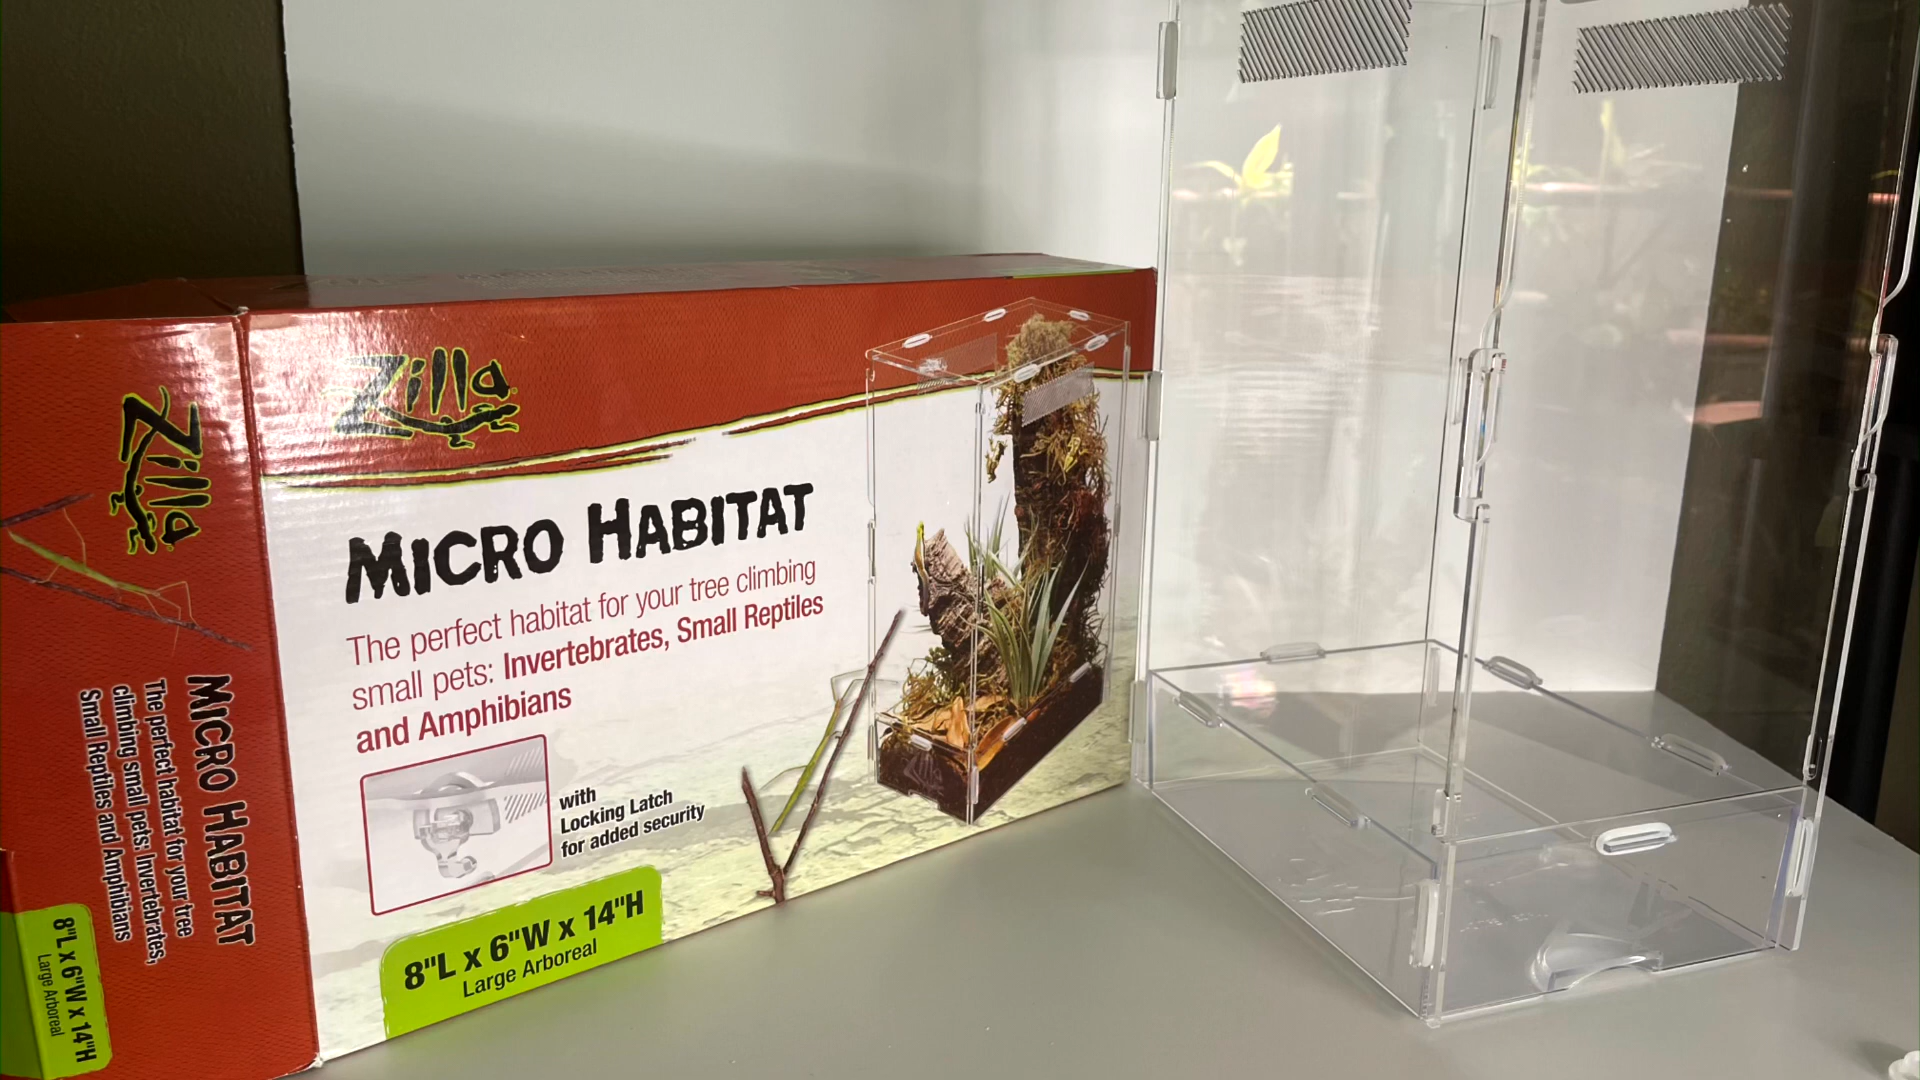 Zilla
MICRO HABITAT
The perfect habitat for your tree
climbing small pets: Invertebrates,
Small Reptiles and Amphibians
8"L x 6"W x 14"H
Large Arboreal
Zilla
MICRO HABITAT
The perfect habitat for your tree climbing
small pets: Invertebrates, Small Reptiles
and Amphibians
with
Locking Latch
for added security
8"L x 6"W x 14"H
Large Arboreal
Zilla